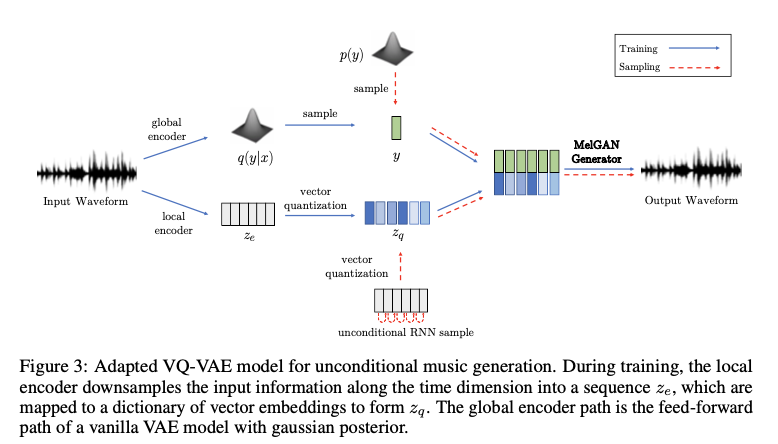 p(y)
Training
Sampling
sample
global
encoder
sample
MelGAN
Generator
q(y|x)
y
Input Waveform
vector
quantization
Output Waveform
local
encoder
z_e
z_q
vector
quantization
unconditional RNN sample
Figure 3: Adapted VQ-VAE model for unconditional music generation. During training, the local
encoder downsamples the input information along the time dimension into a sequence z_e, which are
mapped to a dictionary of vector embeddings to form z_q. The global encoder path is the feed-forward
path of a vanilla VAE model with gaussian posterior.